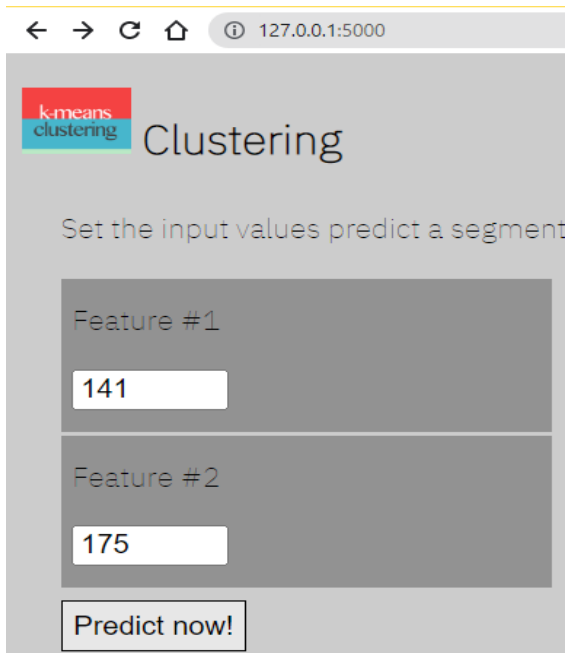 127.0.0.1:5000
k-means
clustering
Clustering
Set the input values predict a segment
Feature #1
141
Feature #2
175
Predict now!